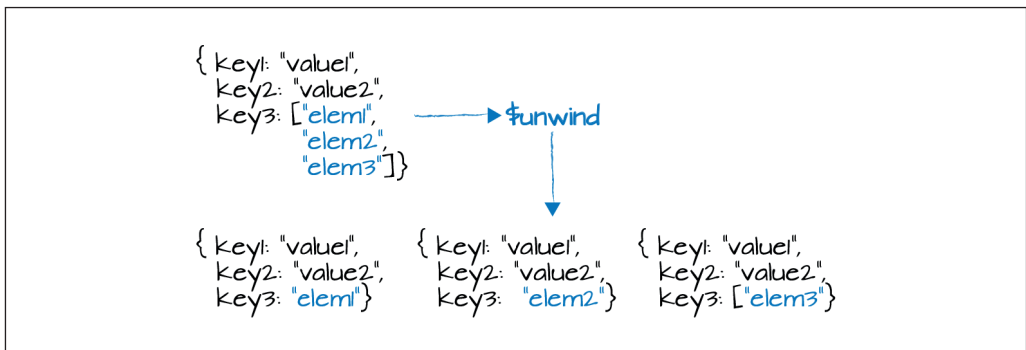 { key1: "value1",
key2: "value2",
key3: ["elem1",
"elem2",
"elem3"]}
$unwind
{ key1: "value1",
key2: "value2",
key3: "elem1"}
{ key1: "value1",
key2: "value2",
key3: "elem2"}
{ key1: "value1",
key2: "value2",
key3: ["elem3"}